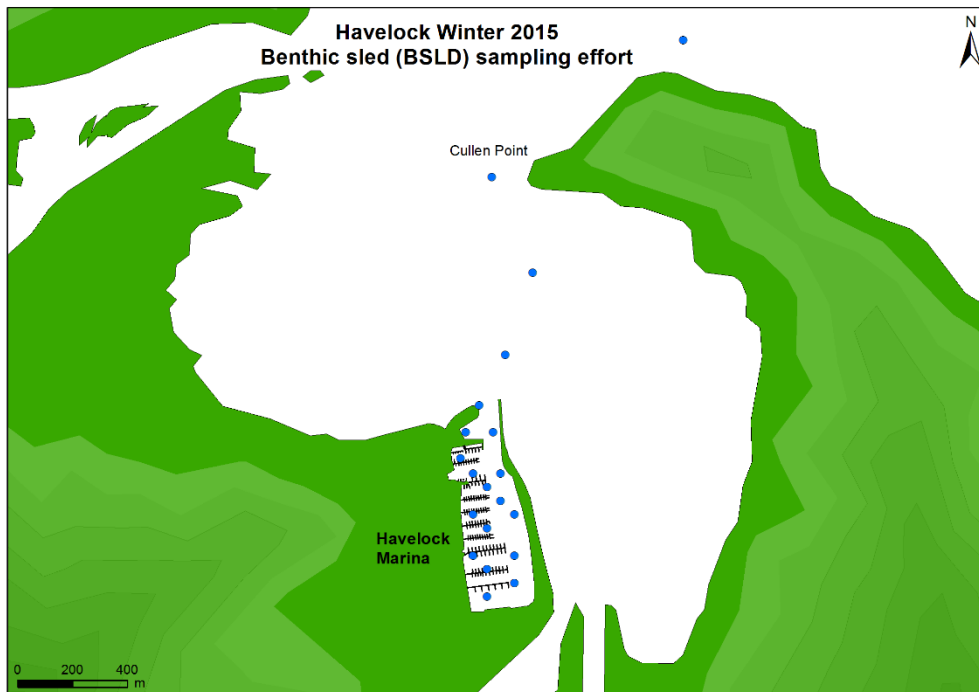 Havelock Winter 2015
Benthic sled (BSLD) sampling effort
N
Cullen Point
Havelock
Marina
0 200 400
m